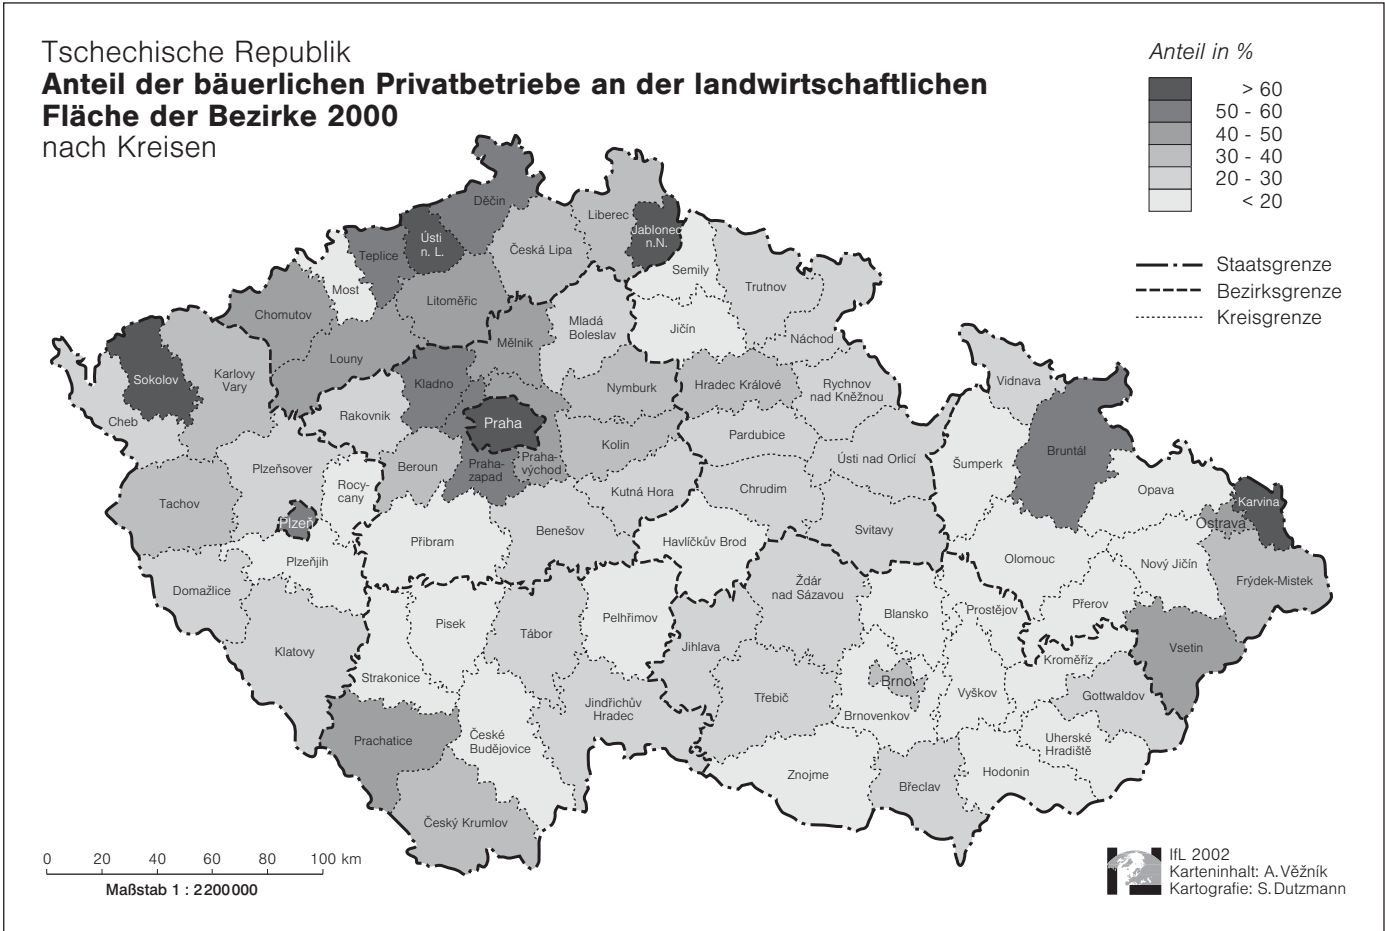 Tschechische Republik
Anteil der bäuerlichen Privatbetriebe an der landwirtschaftlichen
Fläche der Bezirke 2000
nach Kreisen
Anteil in %
> 60
50 - 60
40 - 50
30 - 40
20 - 30
< 20
Staatsgrenze
Bezirksgrenze
Kreisgrenze
Děčín
Ústi
n. L.
Teplice
Most
Chomutov
Litoměřic
Louny
Česká Lipa
Liberec
Jablonec
n.N.
Semily
Trutnov
Jičín
Náchod
Mladá
Boleslav
Mělnik
Sokolov
Karlovy
Vary
Cheb
Kladno
Rakovnik
Praha
Nymburk
Hradec Králové
Rychnov
nad Kněžnou
Vidnava
Bruntál
Kolin
Pardubice
Ústi nad Orlicí
Šumperk
Beroun
Praha-
zapad
Praha-
východ
Plzeňsover
Rocy-
cany
Tachov
Plzeň
Kutná Hora
Chrudim
Opava
Karvina
Ostrava
Přibram
Benešov
Havlíčkův Brod
Svitavy
Olomouc
Nový Jičín
Frýdek-Mistek
Plzeňjih
Domažlice
Ždár
nad Sázavou
Blansko
Prostějov
Přerov
Pisek
Tábor
Pelhřimov
Jihlava
Klatovy
Strakonice
Kroměříz
Vsetin
Brno
Brnovenkov
Vyškov
Gottwaldov
Třebič
Jindřichův
Hradec
Prachatice
České
Budějovice
Uherské
Hradiště
Znojme
Břeclav
Hodonin
Český Krumlov
0 20 40 60 80 100 km
Maßstab 1 : 2200000
IfL 2002
Karteninhalt: A. Věžník
Kartografie: S. Dutzmann